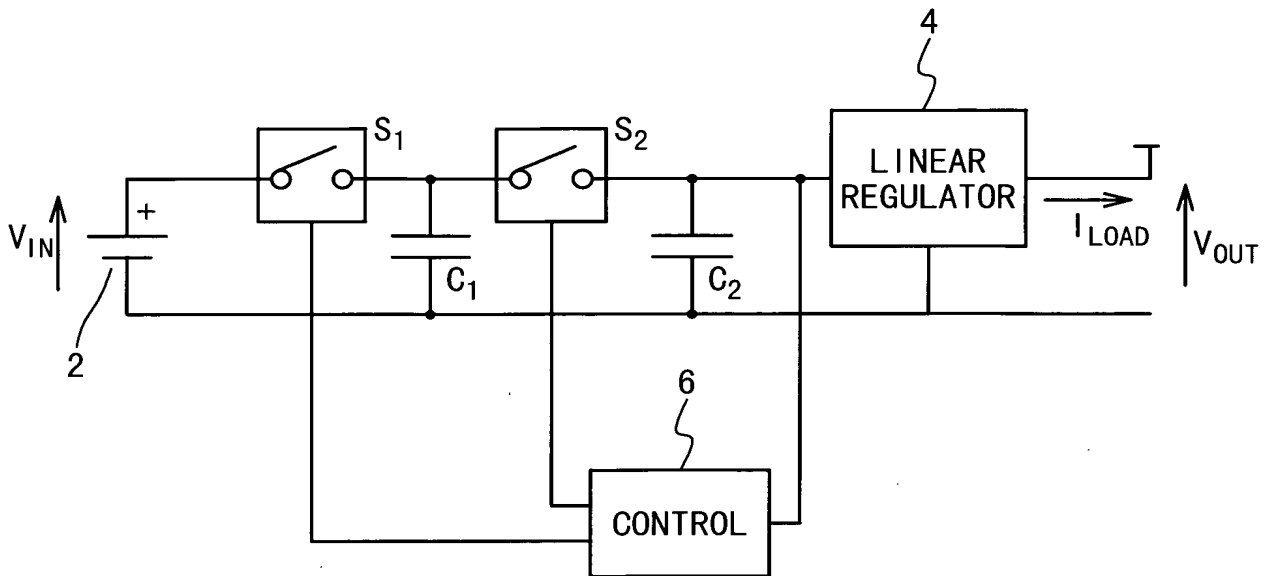 4
S1
S2
LINEAR
REGULATOR
+
VIN
C1
C2
ILOAD
VOUT
2
6
CONTROL